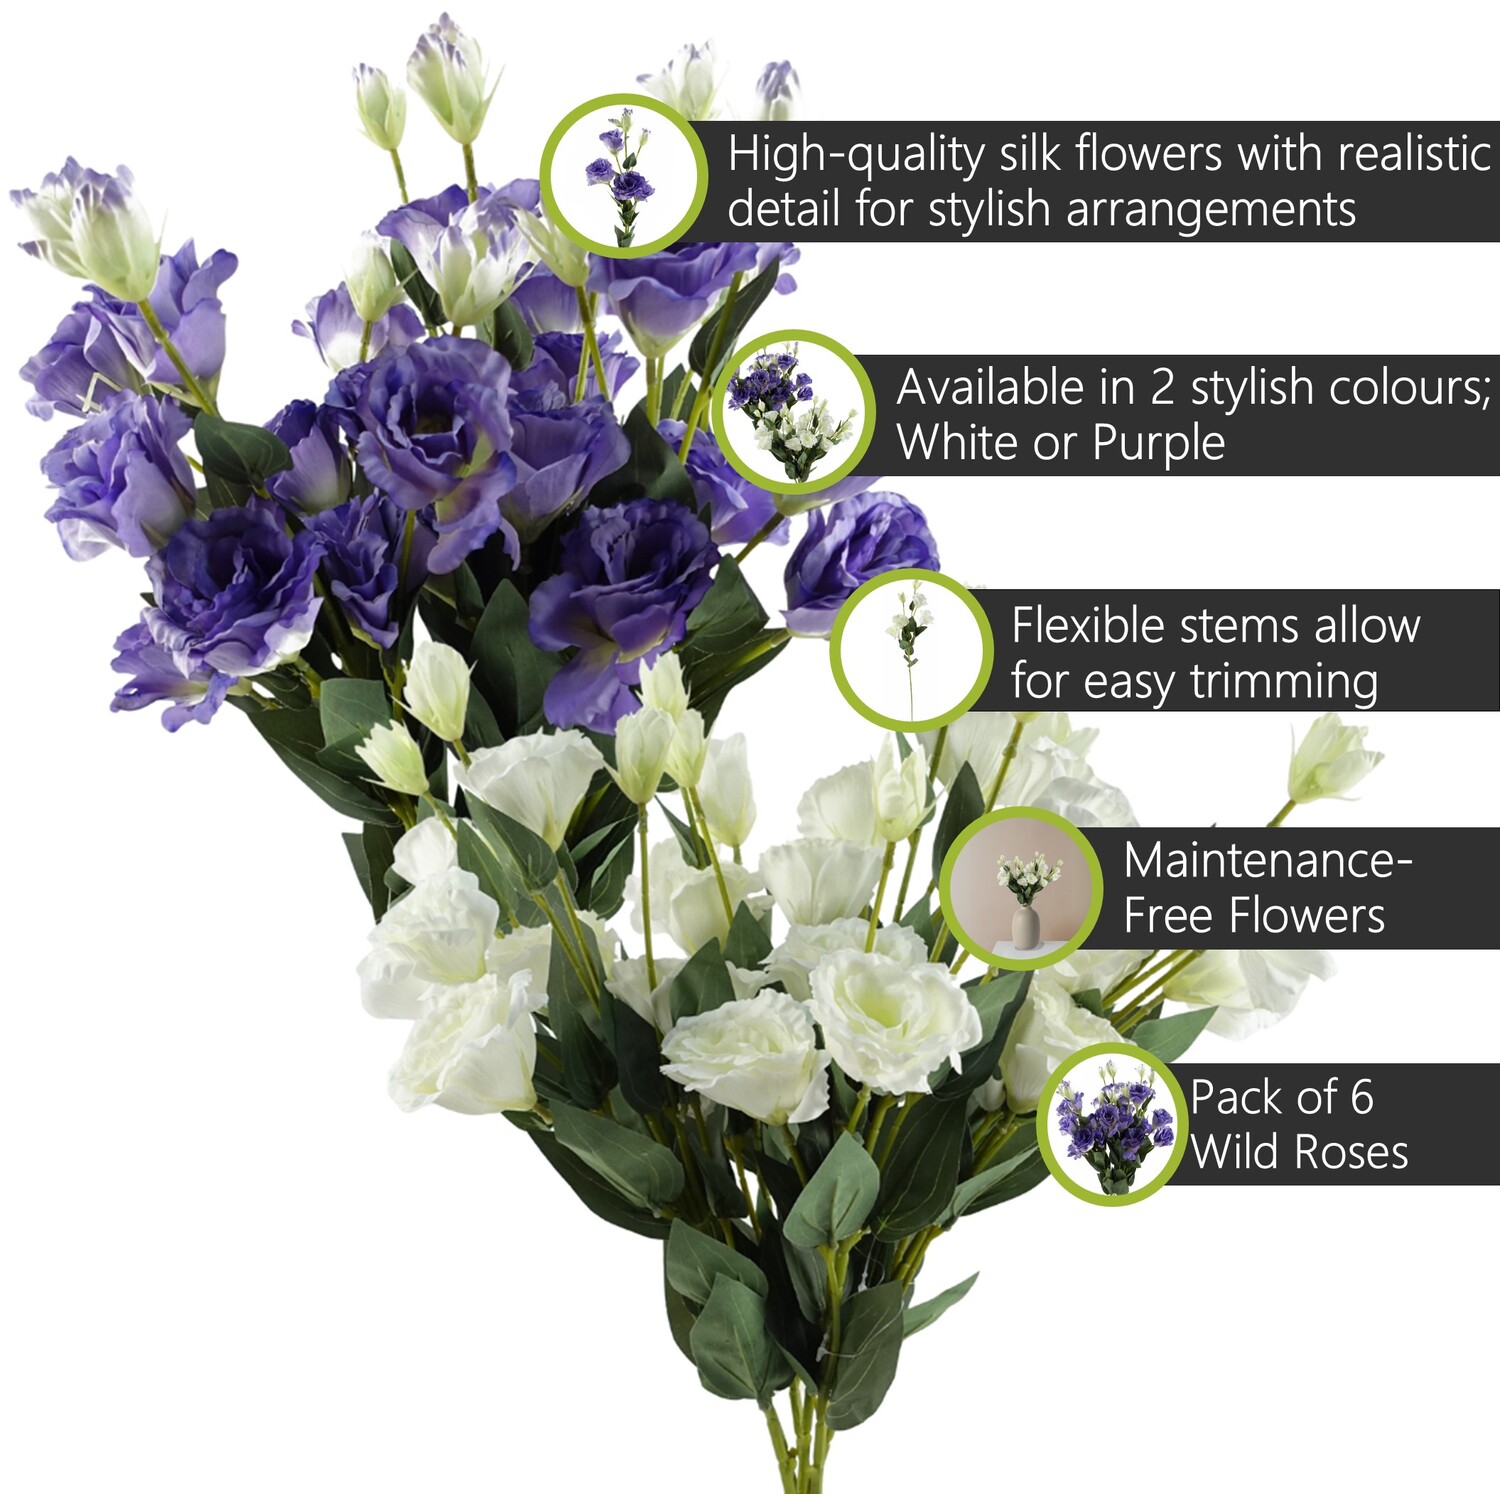 High-quality silk flowers with realistic
detail for stylish arrangements
Available in 2 stylish colours;
White or Purple
Flexible stems allow
for easy trimming
Maintenance-
Free Flowers
Pack of 6
Wild Roses